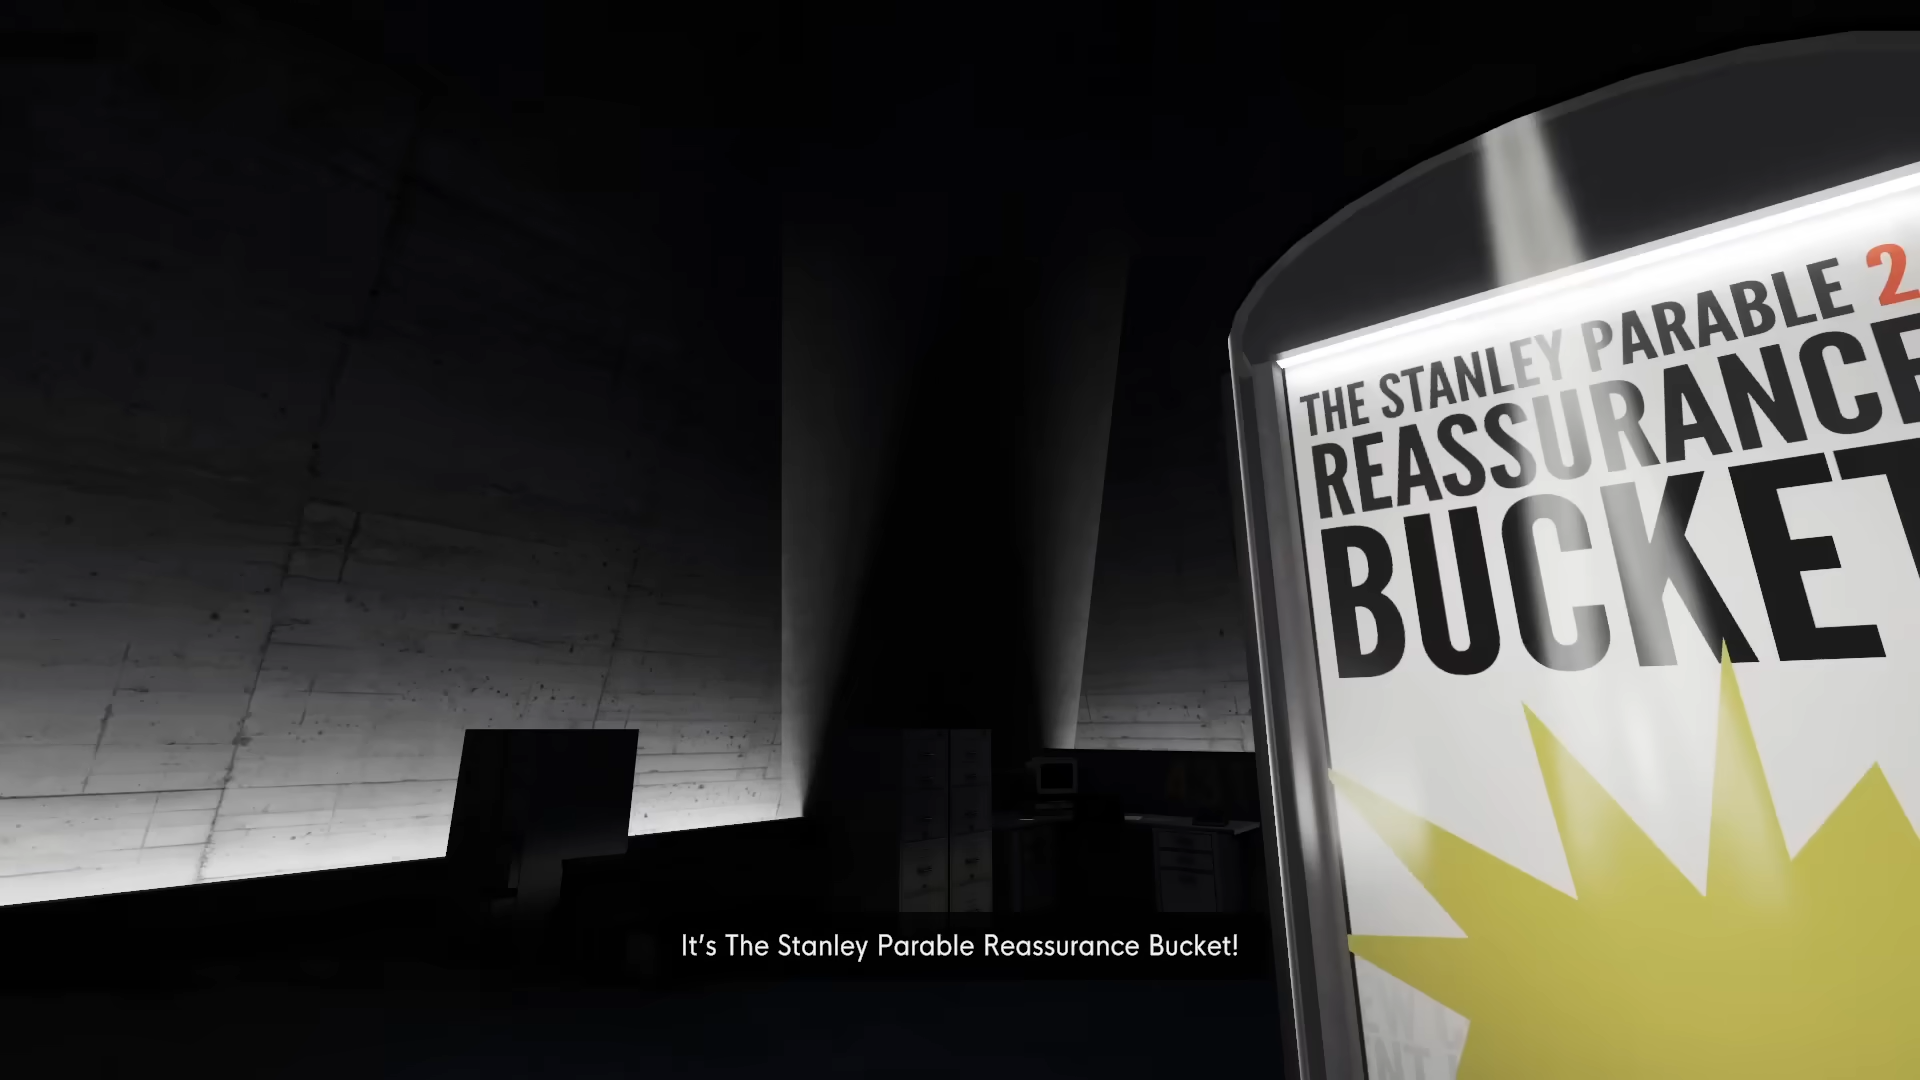 THE STANLEY PARABLE 2
REASSURANCE
BUCKET
It's The Stanley Parable Reassurance Bucket!